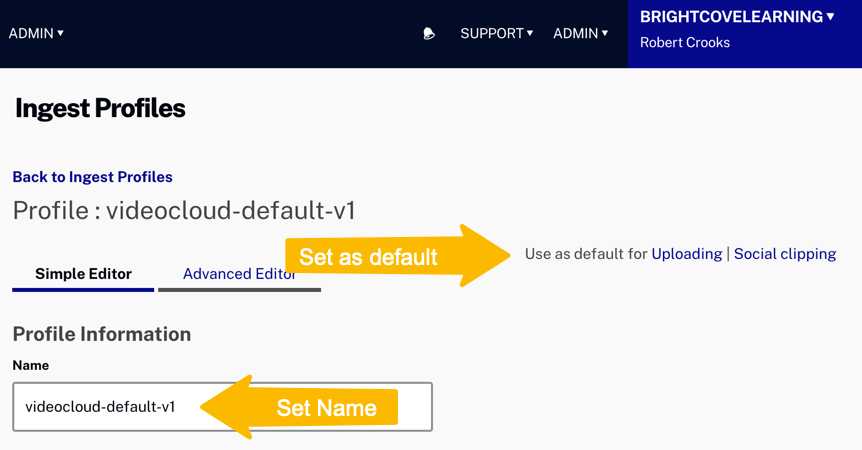 ADMIN ▾ SUPPORT ▾ ADMIN ▾ BRIGHTCOVELEARNING ▾
Robert Crooks
Ingest Profiles
Back to Ingest Profiles
Profile : videocloud-default-v1
Set as default Use as default for Uploading | Social clipping
Simple Editor Advanced Editor
Profile Information
Name
videocloud-default-v1 Set Name